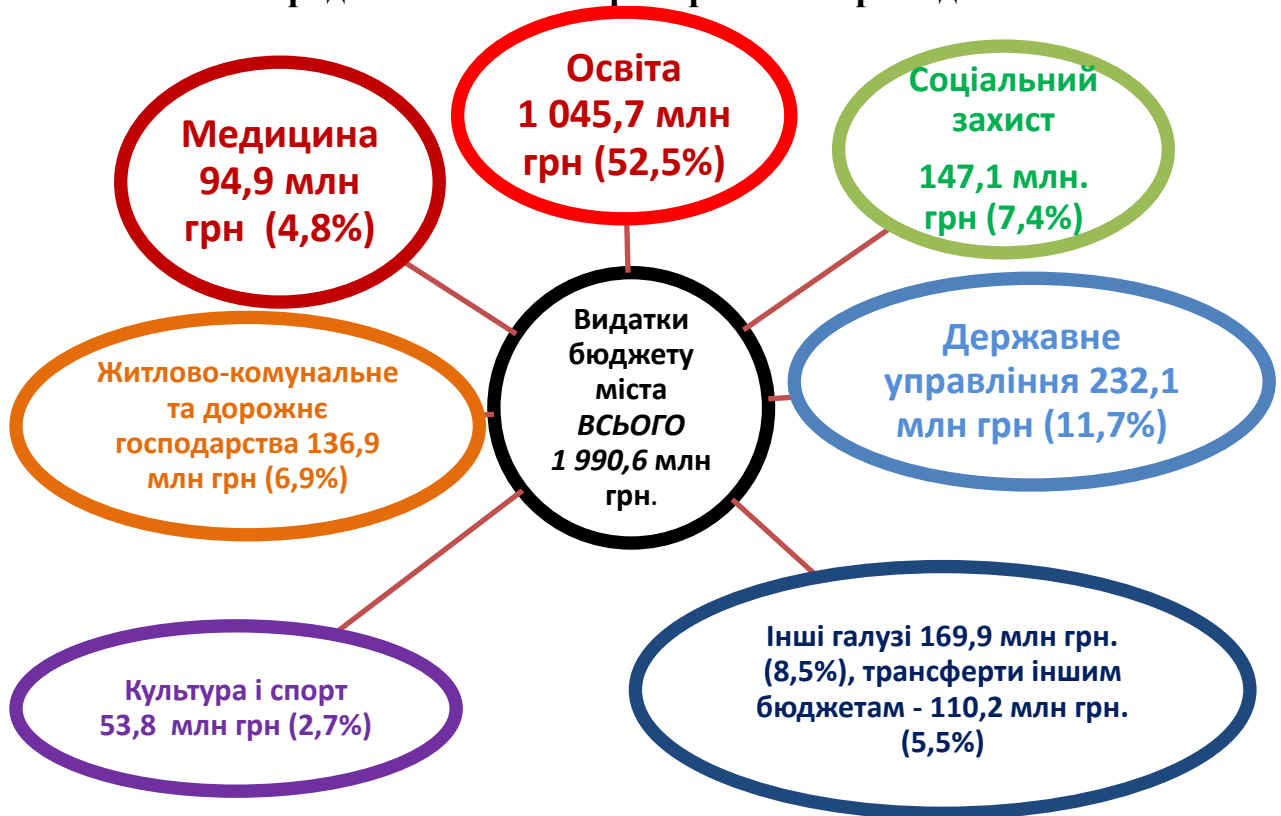 Освіта
1 045,7 млн
грн (52,5%)
Медицина
94,9 млн
грн (4,8%)
Соціальний
захист
147,1 млн.
грн (7,4%)
Видатки
бюджету
міста
ВСЬОГО
1 990,6 млн
грн.
Житлово-комунальне
та дорожнє
господарства 136,9
млн грн (6,9%)
Державне
управління 232,1
млн грн (11,7%)
Культура і спорт
53,8 млн грн (2,7%)
Інші галузі 169,9 млн грн.
(8,5%), трансферти іншим
бюджетам - 110,2 млн грн.
(5,5%)